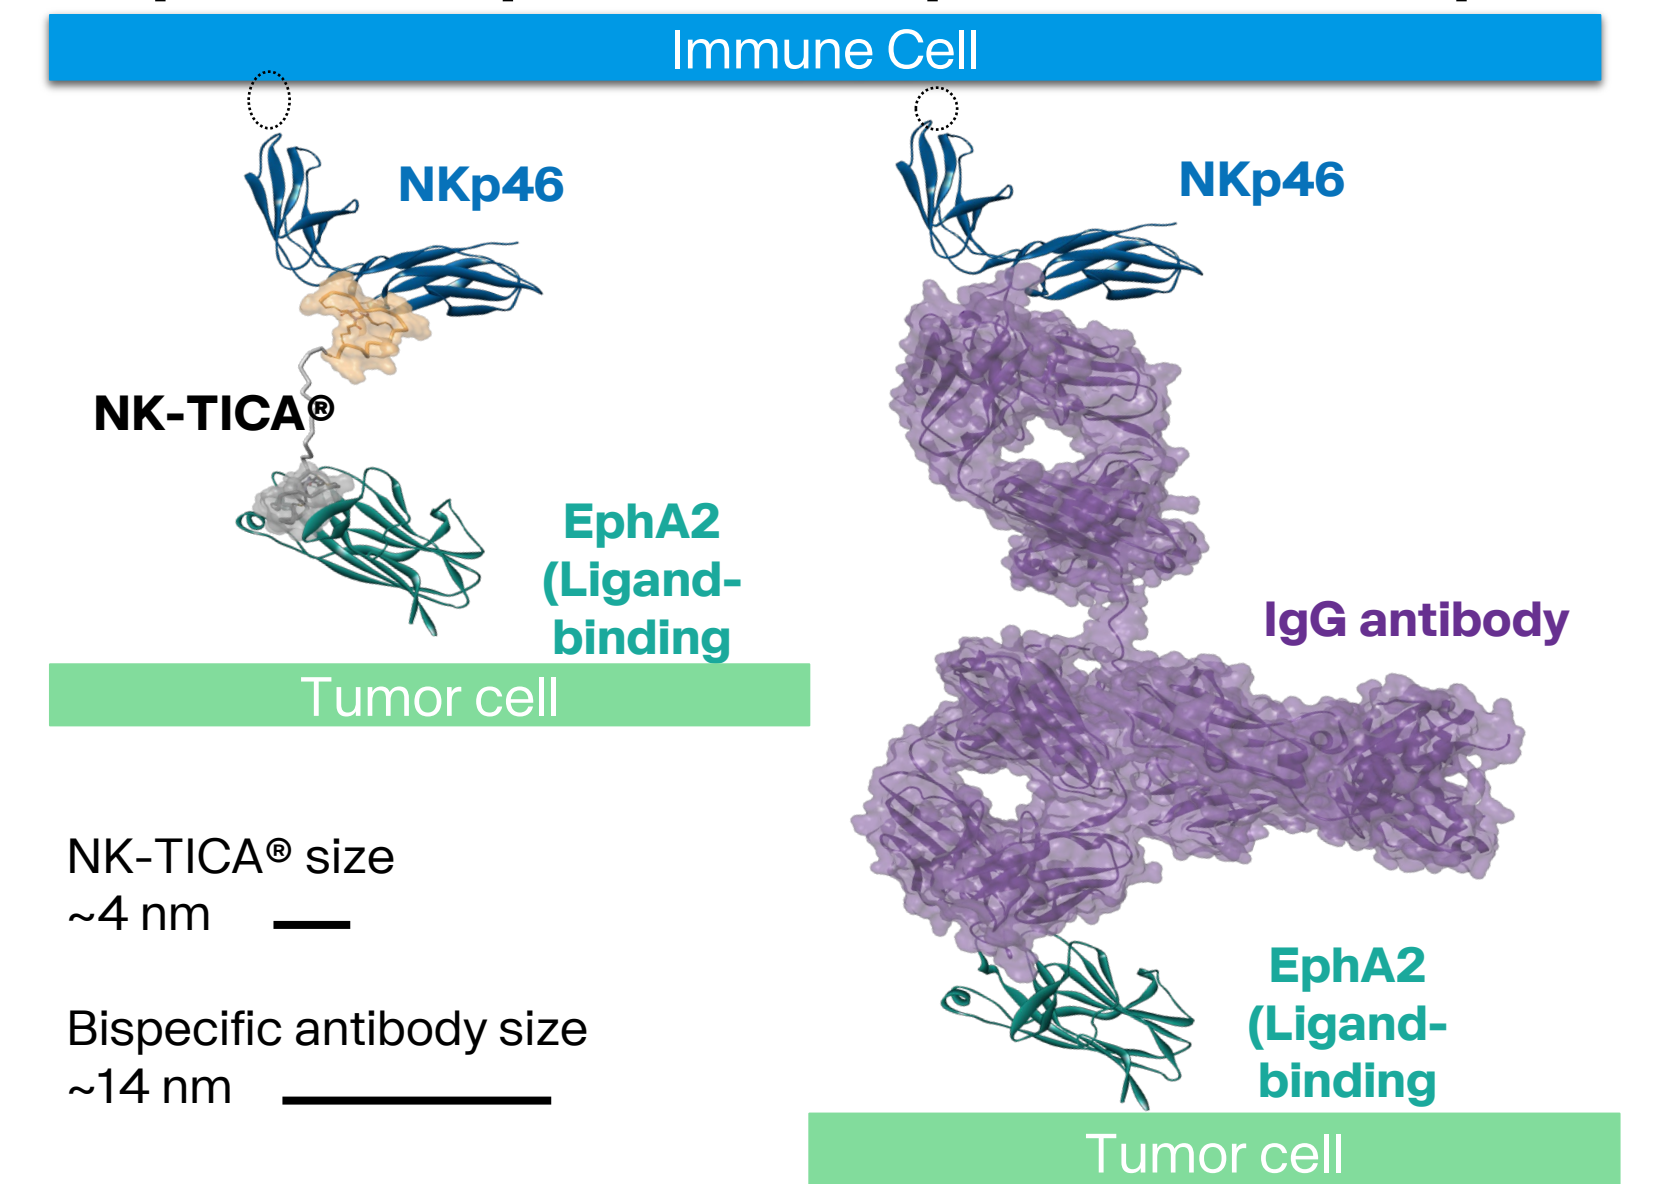 Immune Cell
NKp46
NKp46
NK-TICA®
EphA2
(Ligand-
binding
Tumor cell
IgG antibody
NK-TICA® size
~4 nm
Bispecific antibody size
~14 nm
EphA2
(Ligand-
binding
Tumor cell